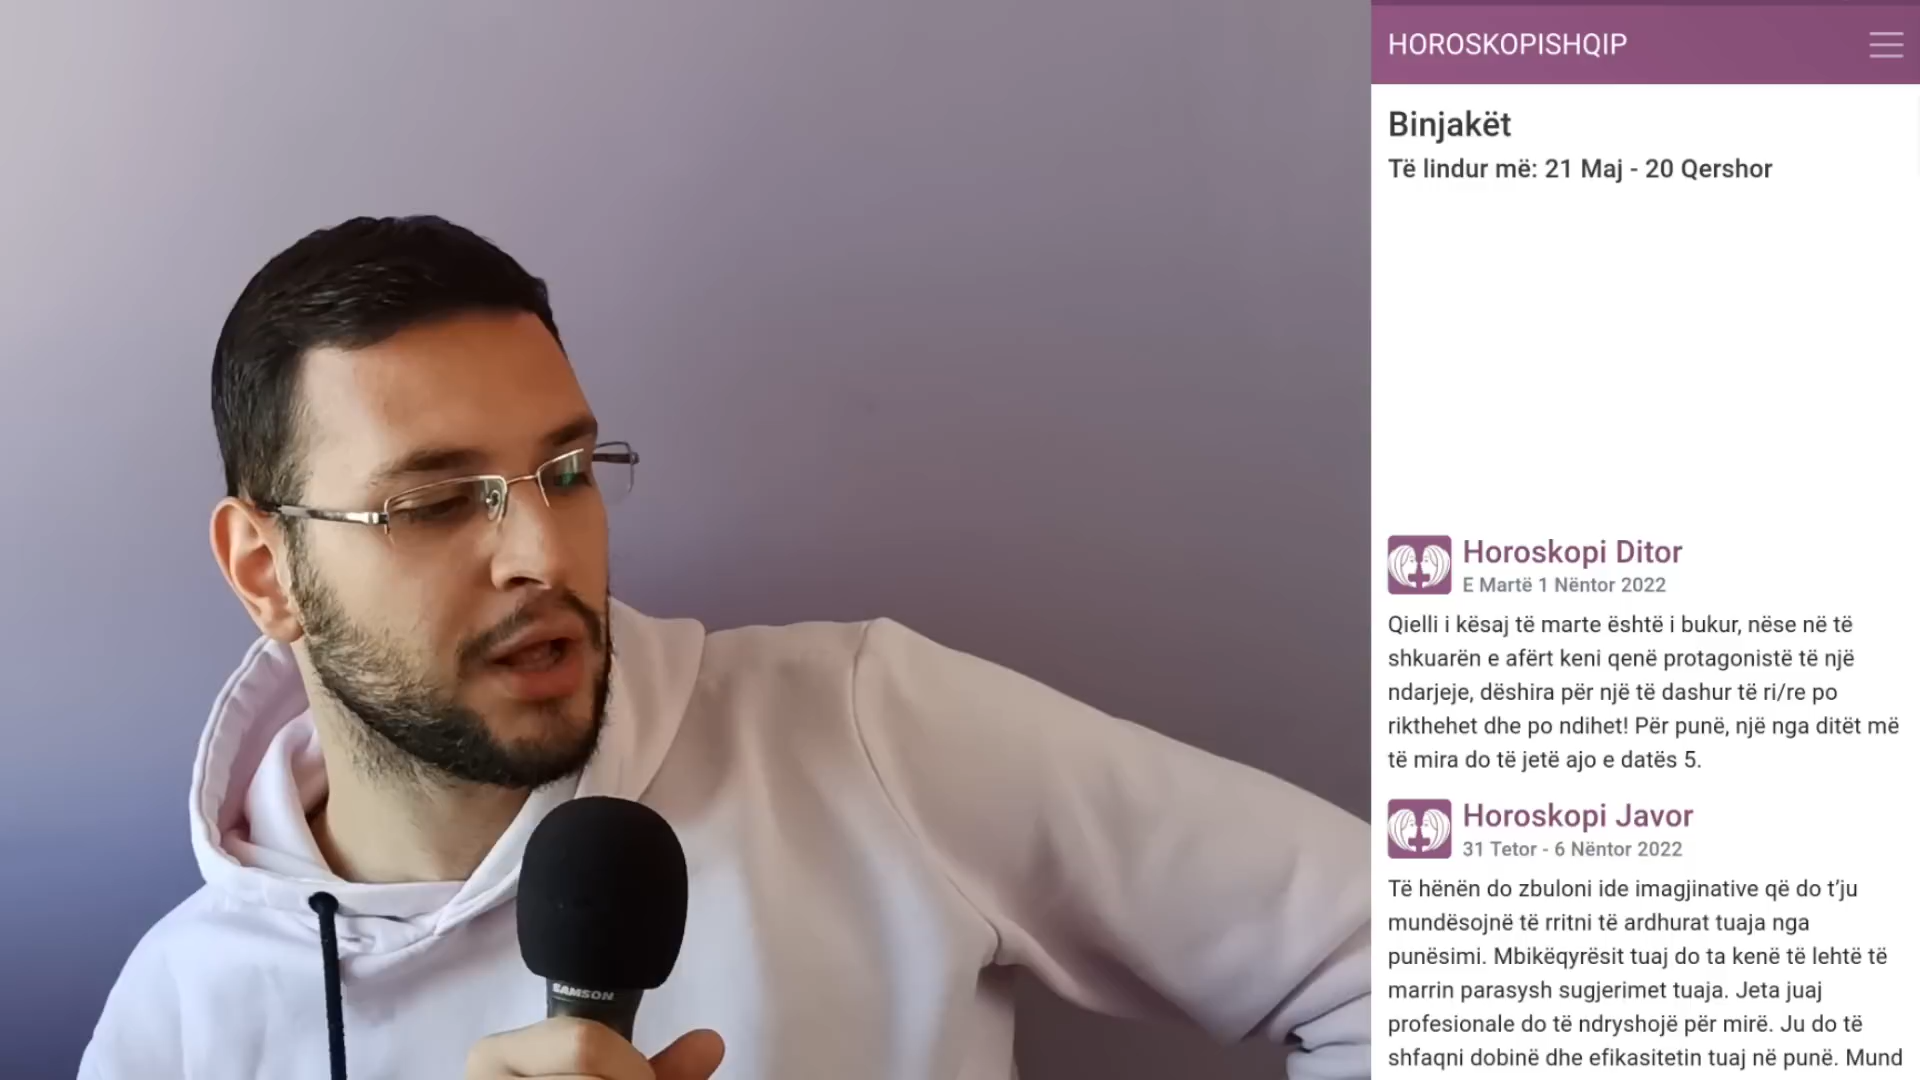 HOROSKOPISHQIP
Binjakët
Të lindur më: 21 Maj - 20 Qershor
Horoskopi Ditor
E Martë 1 Nëntor 2022
Qielli i kësaj të marte është i bukur, nëse në të
shkuarën e afërt keni qenë protagonistë të një
ndarjeje, dëshira për një të dashur të ri/re po
rikthehet dhe po ndihet! Për punë, një nga ditët më
të mira do të jetë ajo e datës 5.
Horoskopi Javor
31 Tetor - 6 Nëntor 2022
Të hënën do zbuloni ide imagjinative që do t’ju
mundësojnë të rritni të ardhurat tuaja nga
punësimi. Mbikëqyrësit tuaj do ta kenë të lehtë të
marrin parasysh sugjerimet tuaja. Jeta juaj
profesionale do të ndryshojë për mirë. Ju do të
shfaqni dobinë dhe efikasitetin tuaj në punë. Mund
SAMSON